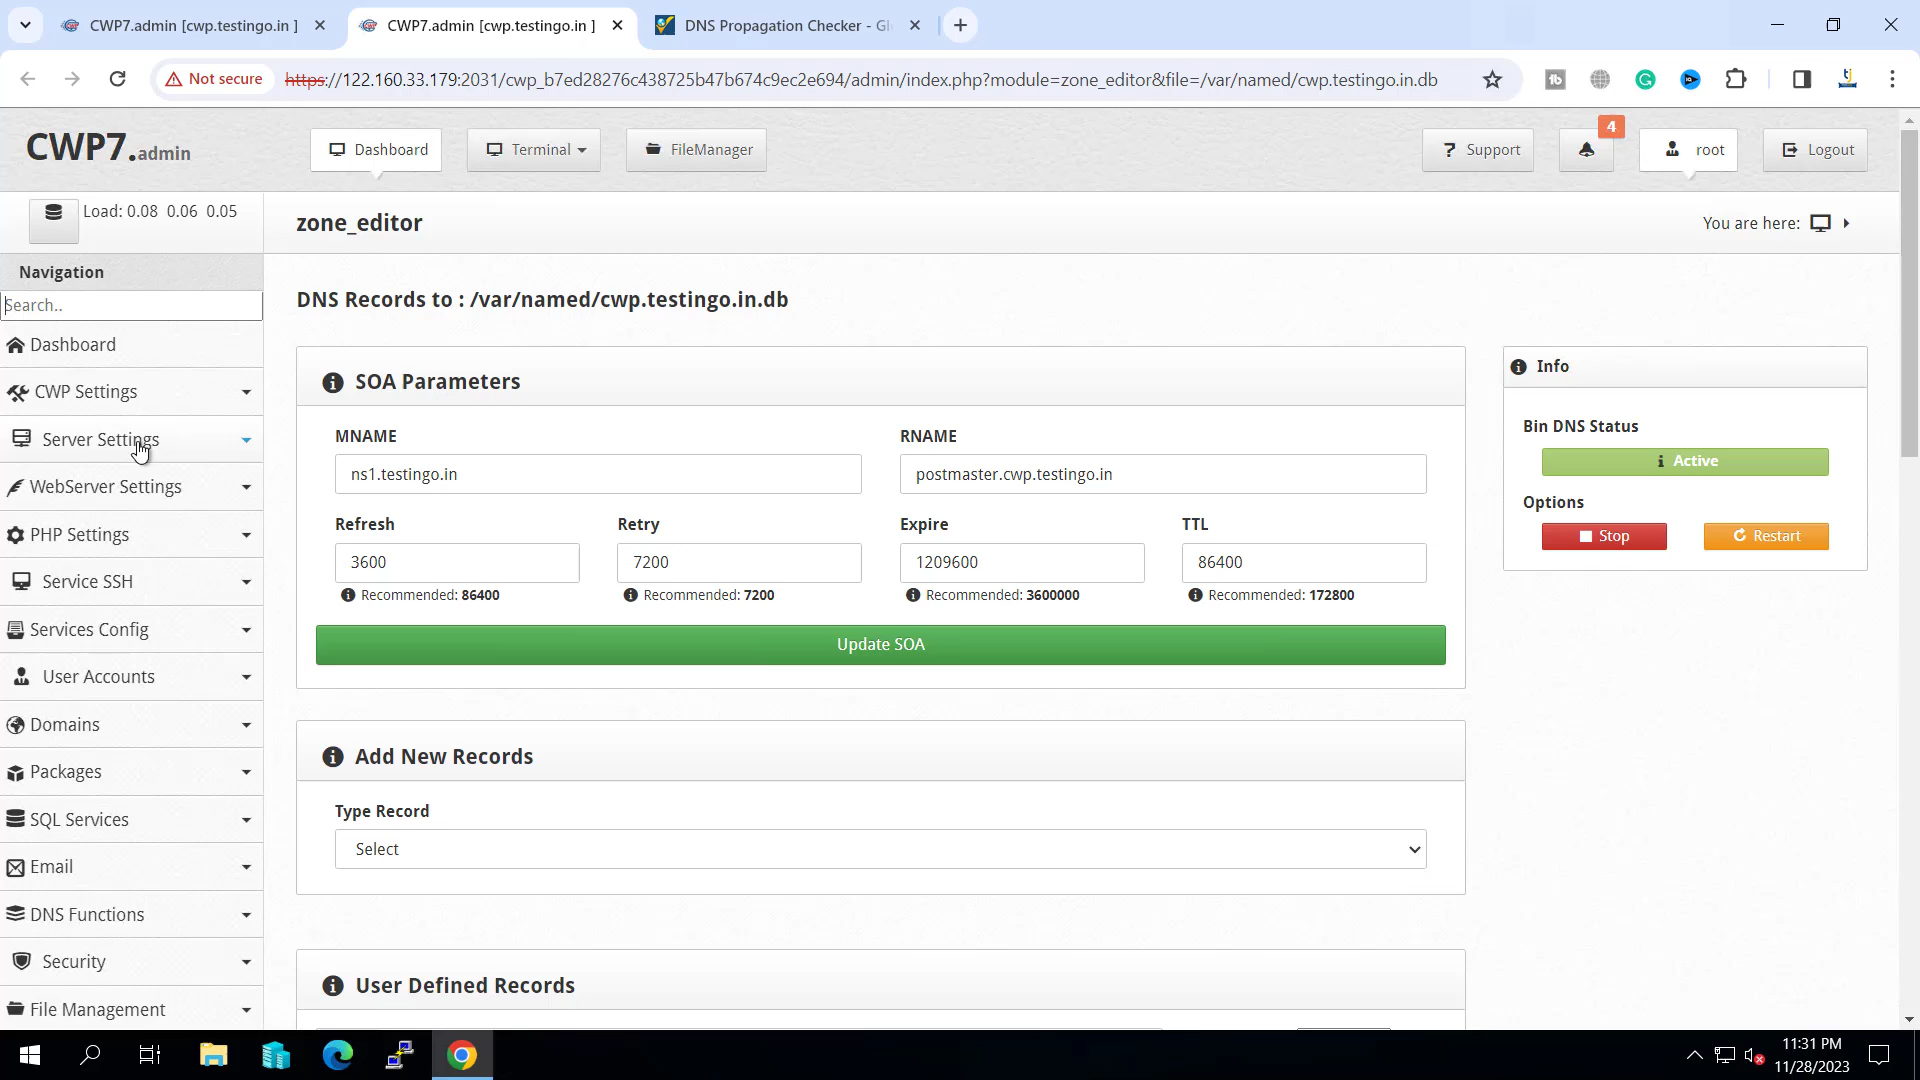 CWP7.admin [cwp.testingo.in ]
CWP7.admin [cwp.testingo.in ]
DNS Propagation Checker - Gl
Not secure
https://122.160.33.179:2031/cwp_b7ed28276c438725b47b674c9ec2e694/admin/index.php?module=zone_editor&file=/var/named/cwp.testingo.in.db
CWP7.admin
Dashboard
Terminal
FileManager
? Support
4
root
Logout
Load: 0.08 0.06 0.05
zone_editor
You are here:
Navigation
Search..
Dashboard
CWP Settings
Server Settings
WebServer Settings
PHP Settings
Service SSH
Services Config
User Accounts
Domains
Packages
SQL Services
Email
DNS Functions
Security
File Management
DNS Records to : /var/named/cwp.testingo.in.db
SOA Parameters
MNAME
RNAME
ns1.testingo.in
postmaster.cwp.testingo.in
Refresh
Retry
Expire
TTL
3600
7200
1209600
86400
Recommended: 86400
Recommended: 7200
Recommended: 3600000
Recommended: 172800
Update SOA
Add New Records
Type Record
Select
User Defined Records
Info
Bin DNS Status
Active
Options
Stop
Restart
11:31 PM
11/28/2023